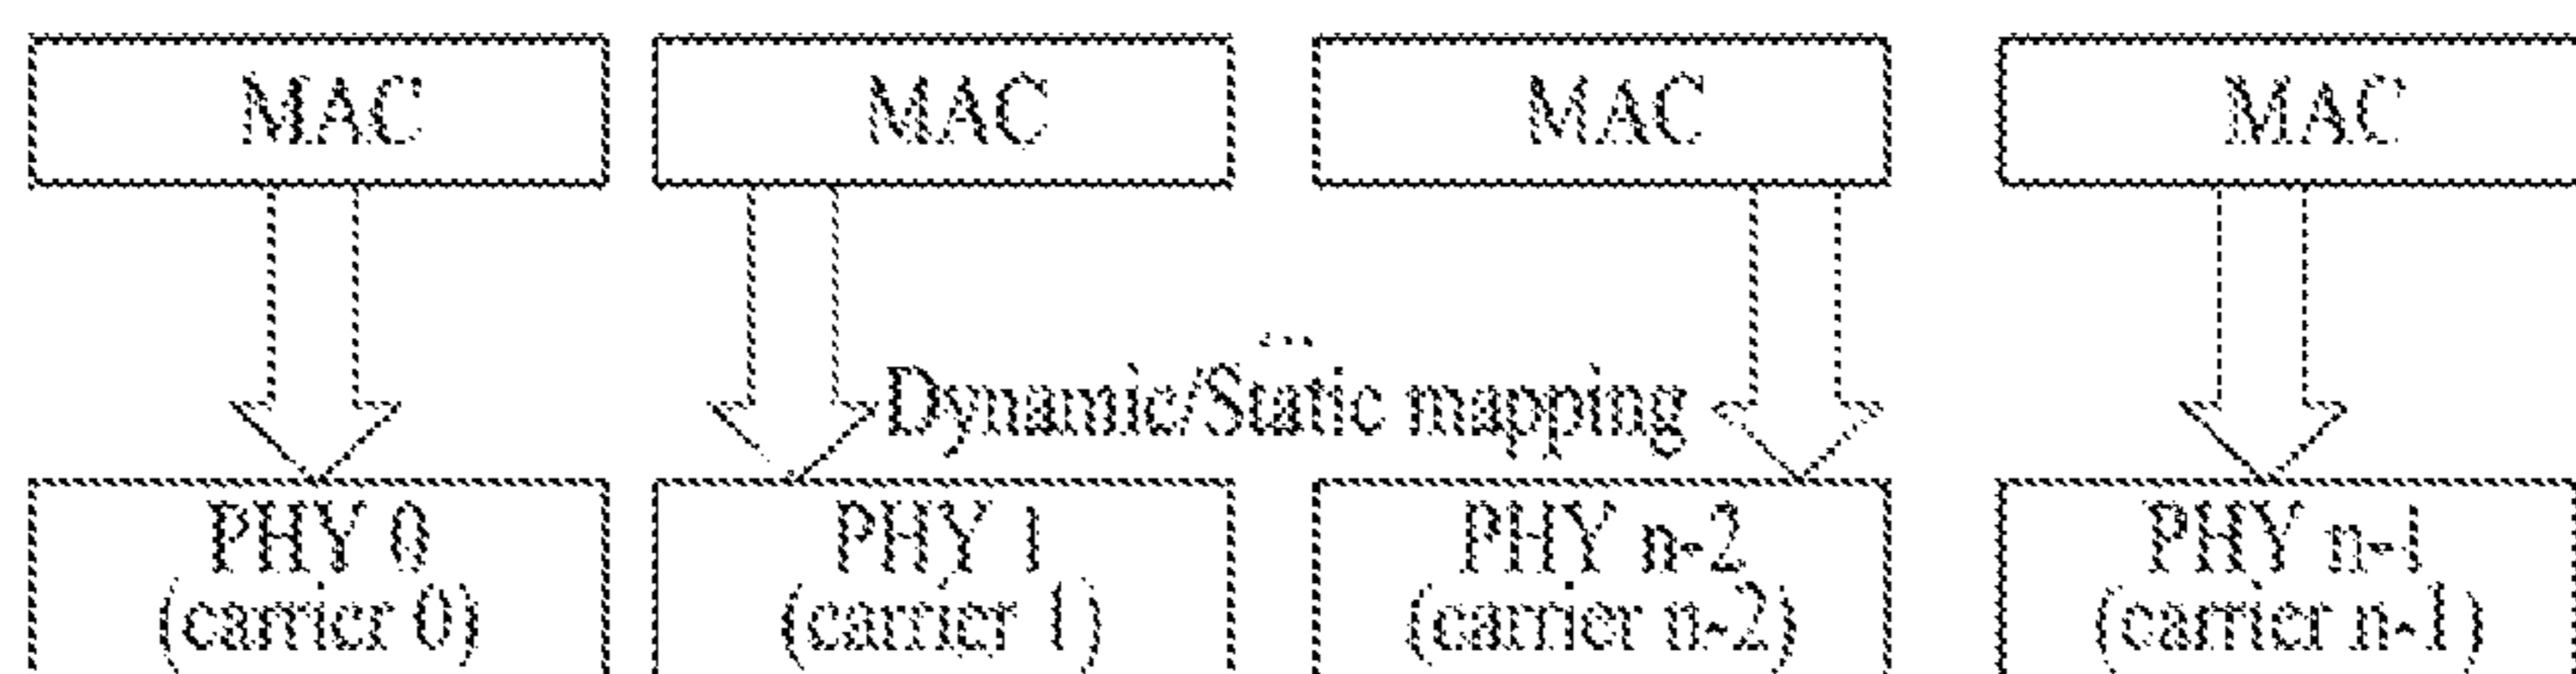 MAC MAC MAC MAC
...
Dynamic/Static mapping
PHY 0 PHY 1 PHY n-2 PHY n-1
(carrier 0) (carrier 1) (carrier n-2) (carrier n-1)